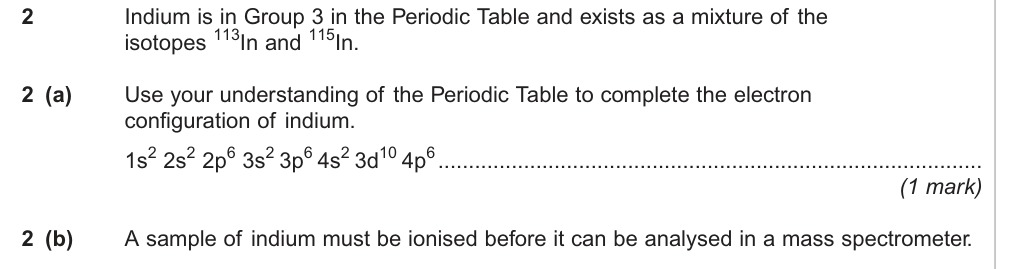 2 Indium is in Group 3 in the Periodic Table and exists as a mixture of the
isotopes ¹¹³In and ¹¹⁵In.
2 (a) Use your understanding of the Periodic Table to complete the electron
configuration of indium.
1s² 2s² 2p⁶ 3s² 3p⁶ 4s² 3d¹⁰ 4p⁶..........................................................................................
(1 mark)
2 (b) A sample of indium must be ionised before it can be analysed in a mass spectrometer.